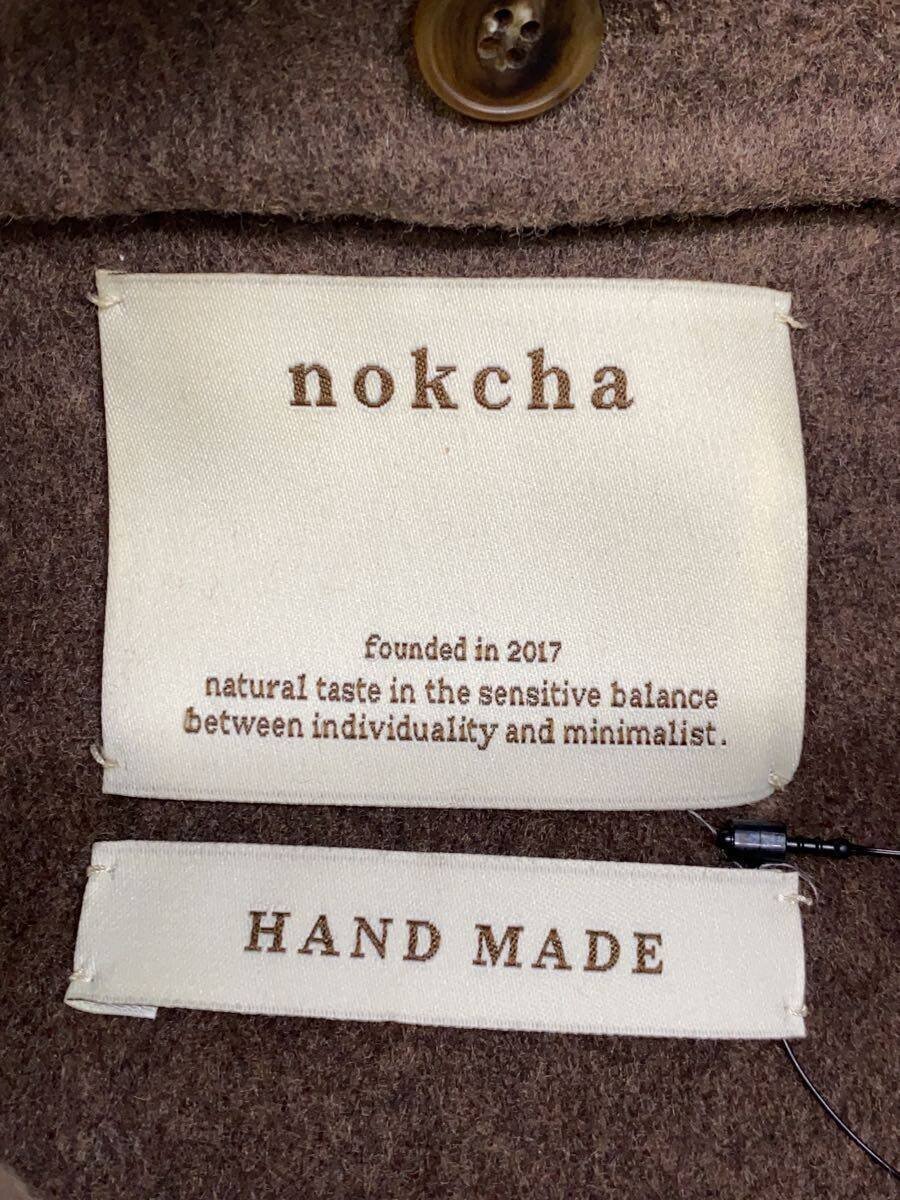 nokcha
founded in 2017
natural taste in the sensitive balance
between individuality and minimalist.
HAND MADE